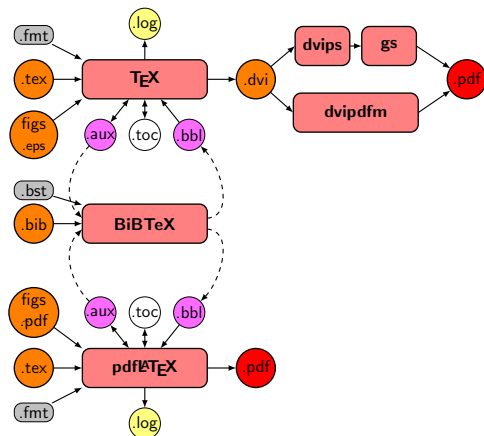 .log
.fmt
dvips
gs
.tex
TEX
.dvi
.pdf
dvipdfm
figs
.eps
.aux
.toc
.bbl
.bst
.bib
BiBTeX
figs
.pdf
.aux
.toc
.bbl
.tex
pdfLATEX
.pdf
.fmt
.log